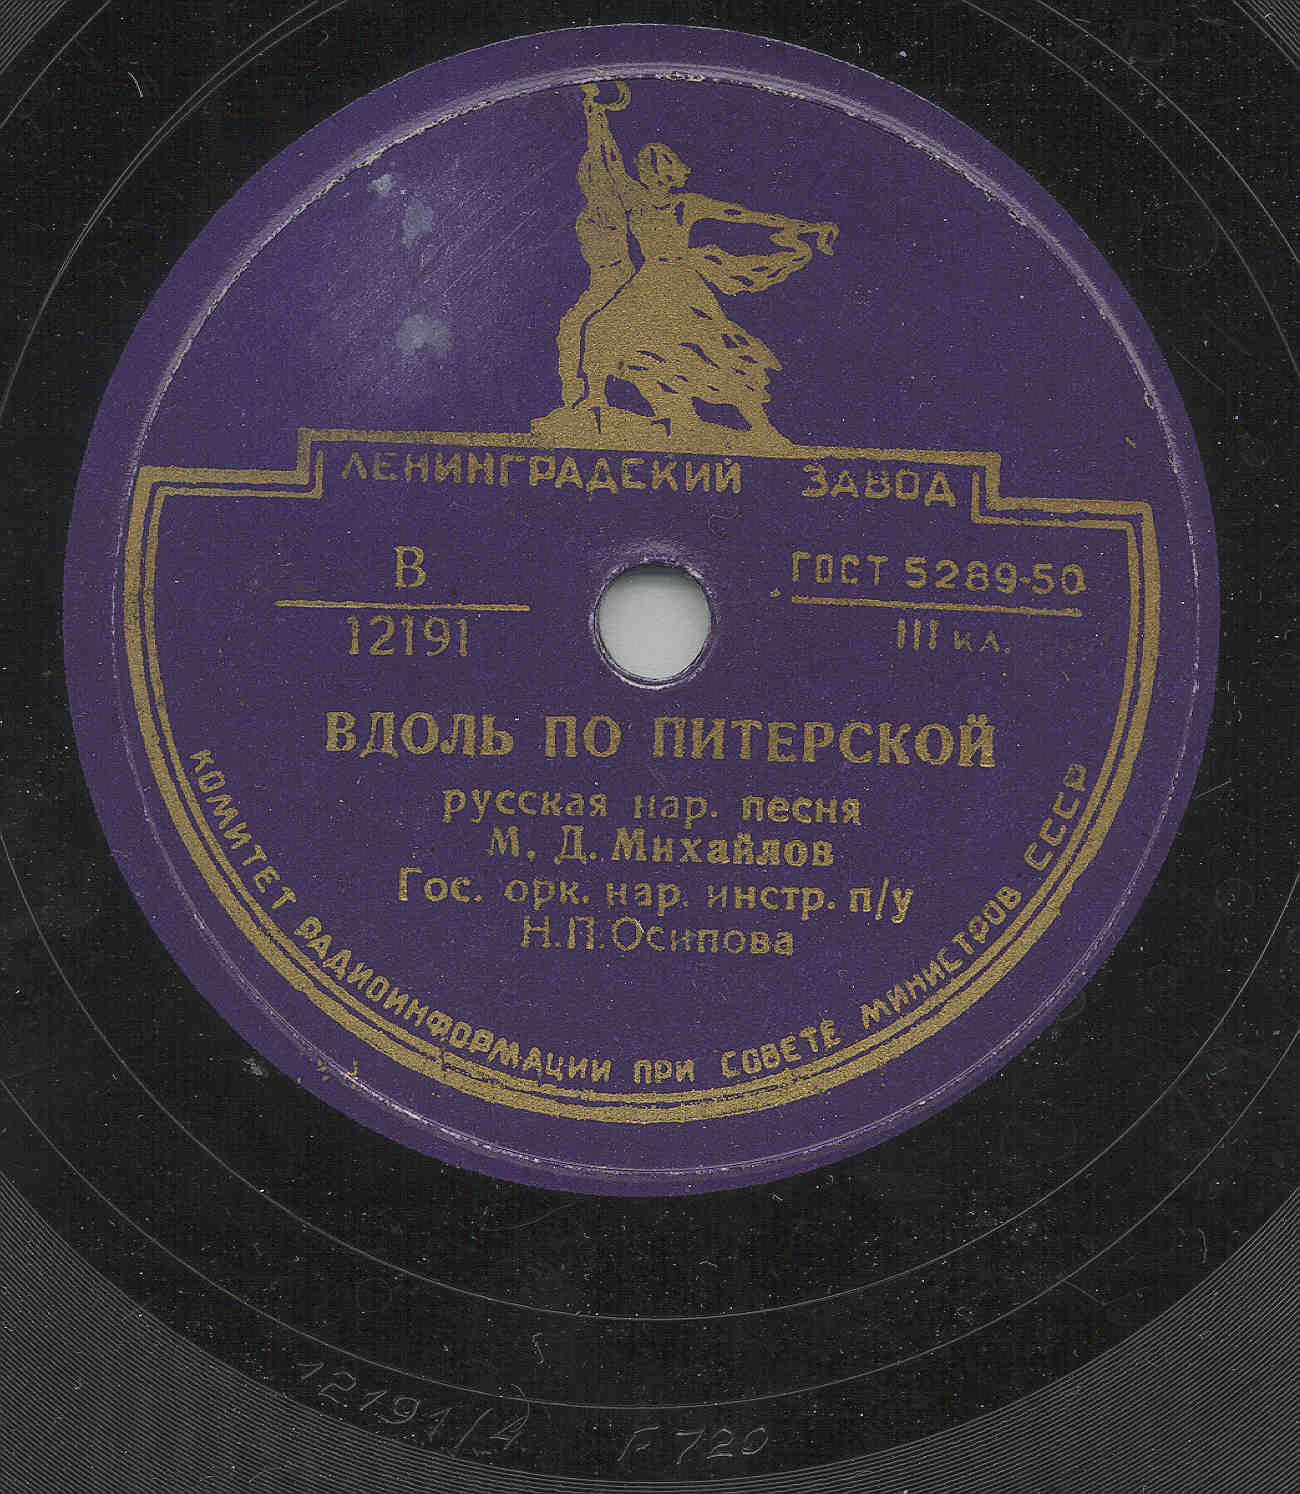 ЛЕНИНГРАДСКИЙ ЗАВОД
В
12191
ГОСТ 5289-50
III кл.
ВДОЛЬ ПО ПИТЕРСКОЙ
русская нар. песня
М. Д. Михайлов
Гос. орк. нар. инстр. п/у
Н.П.Осипова
КОМИТЕТ РАДИОИНФОРМАЦИИ ПРИ СОВЕТЕ МИНИСТРОВ СССР
12191/
720